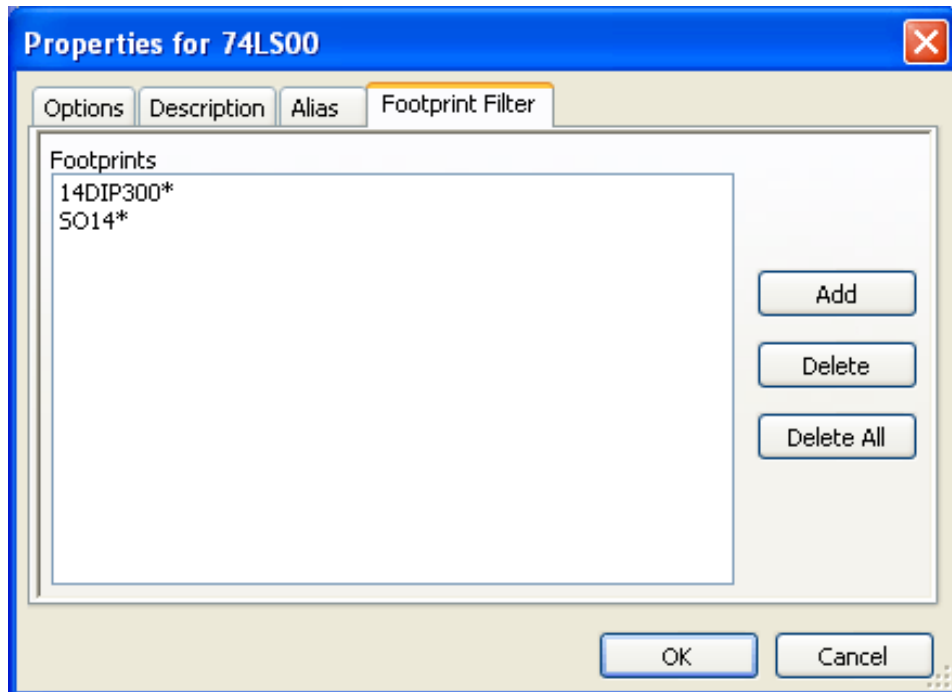 Properties for 74LS00
Options Description Alias Footprint Filter
Footprints
14DIP300*
SO14*
Add
Delete
Delete All
OK Cancel